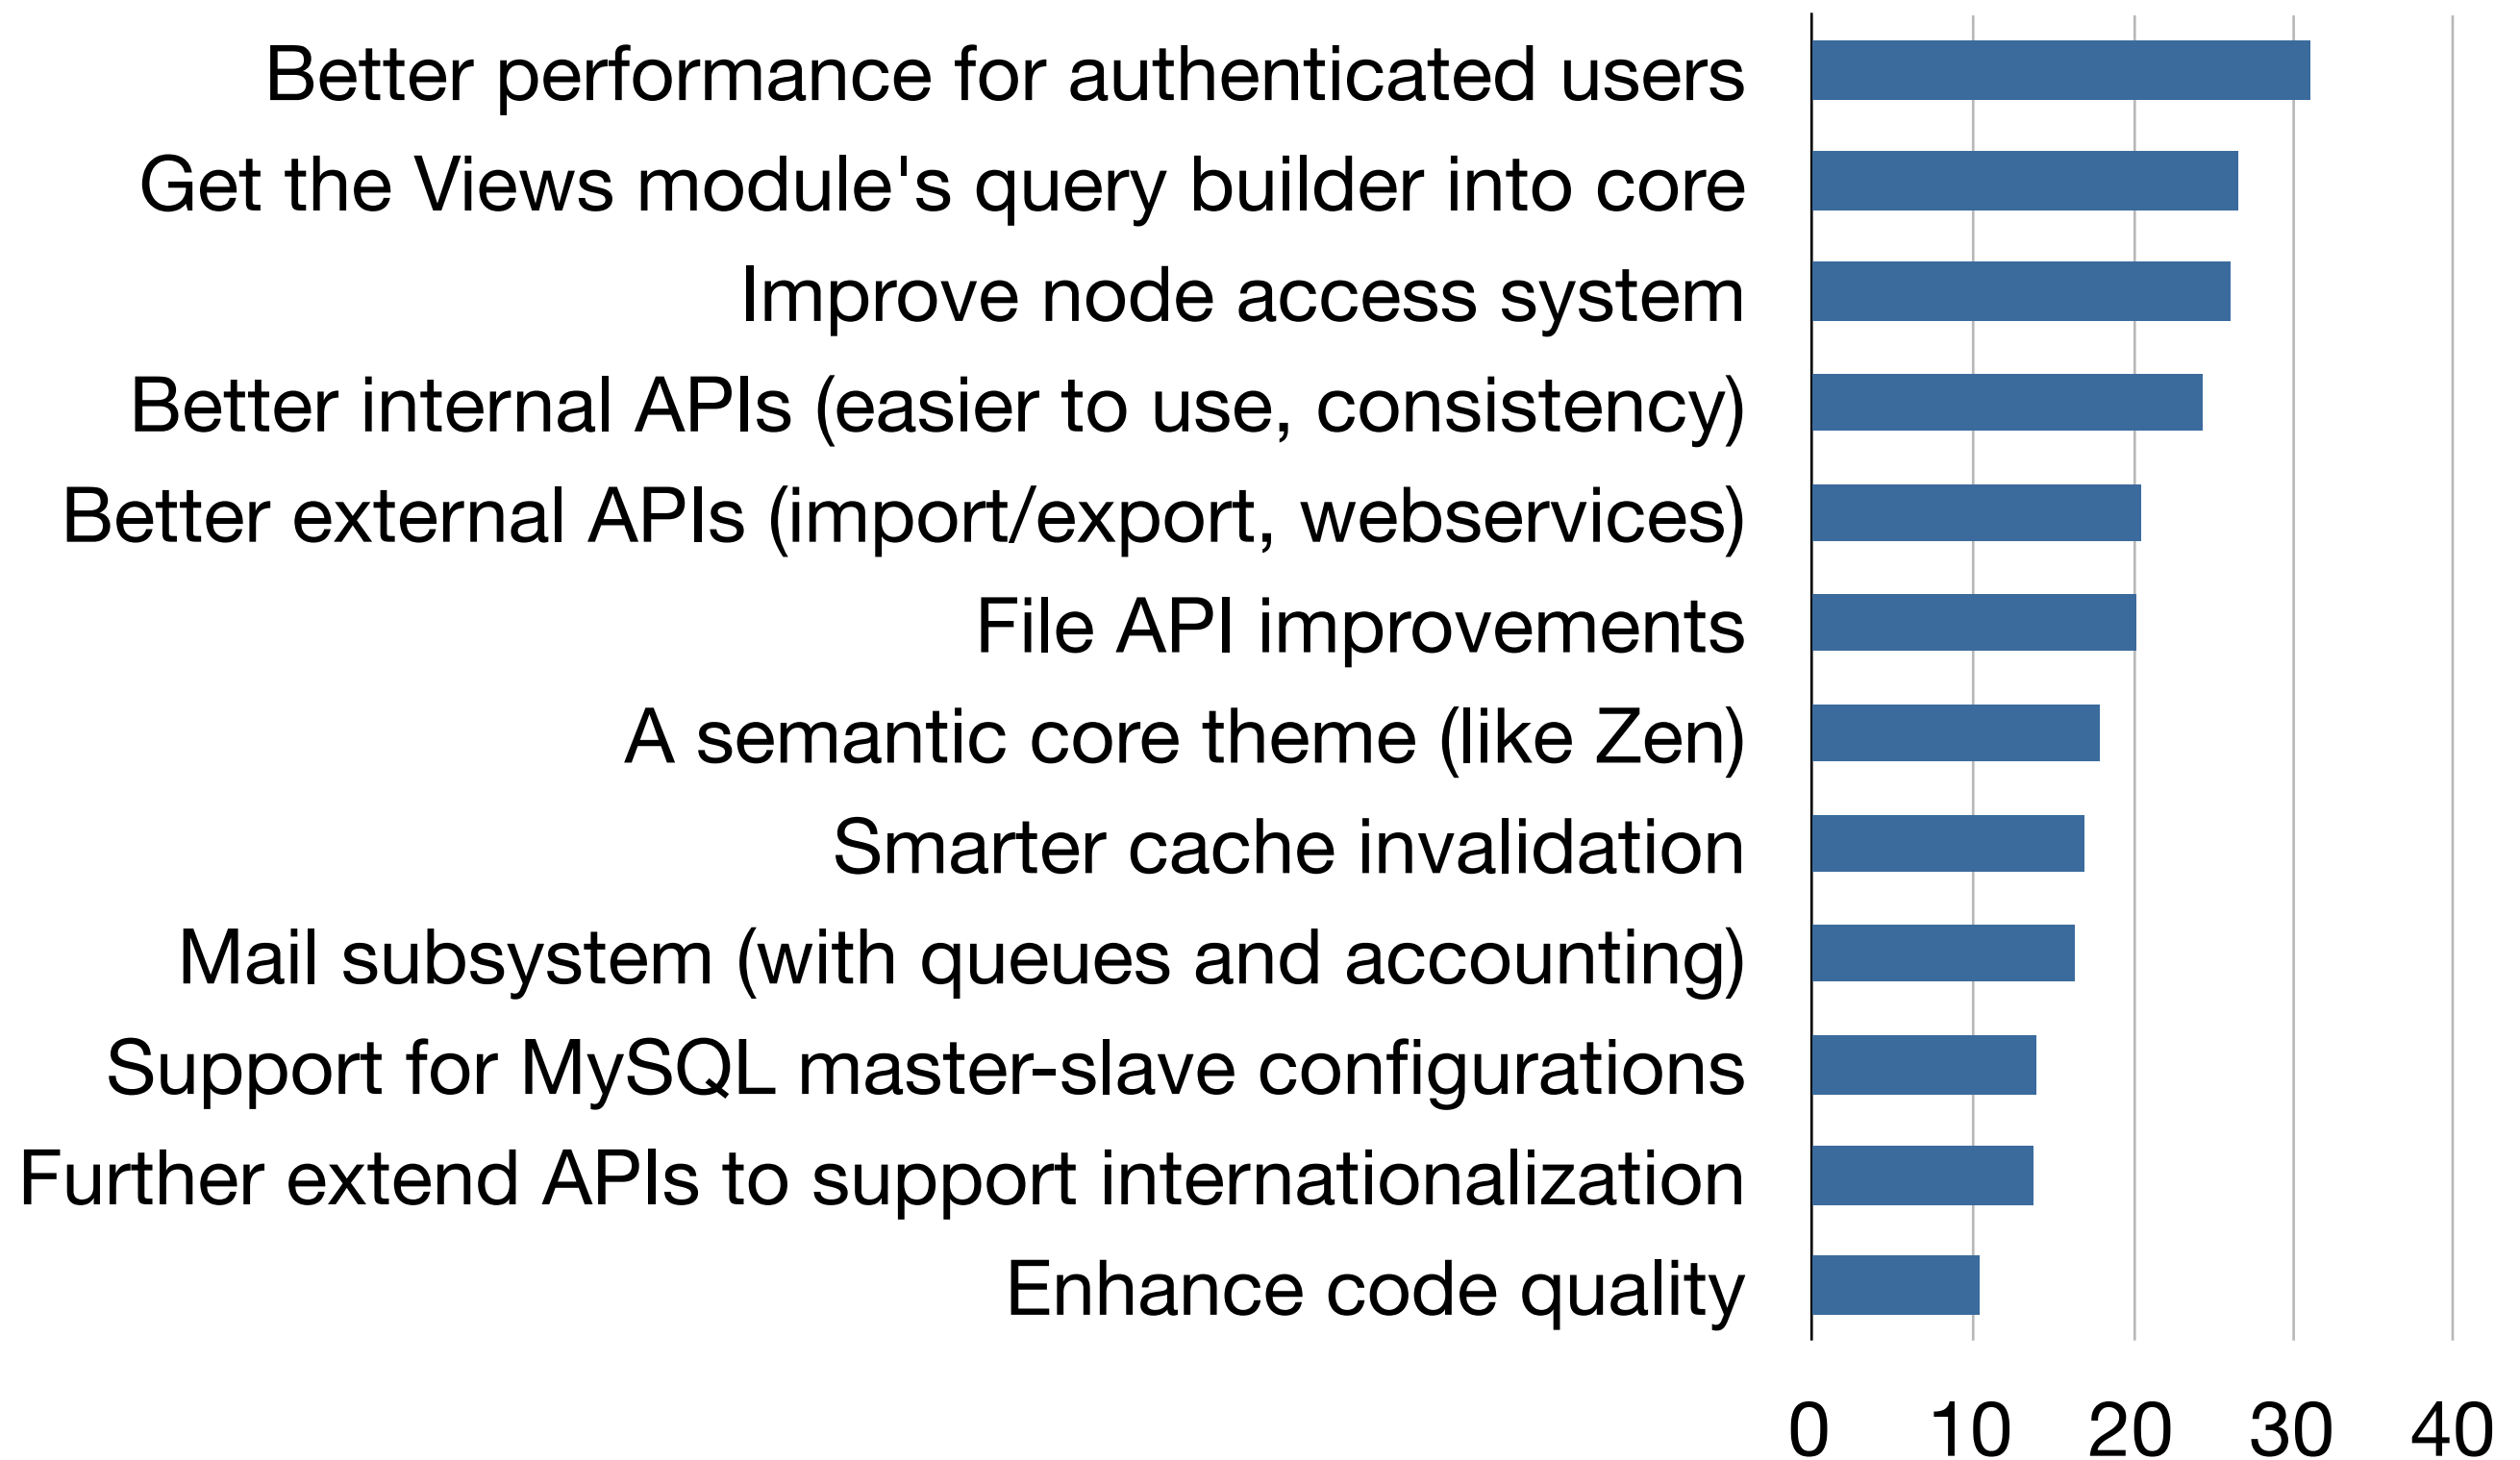 Better performance for authenticated users
Get the Views module's query builder into core
Improve node access system
Better internal APIs (easier to use, consistency)
Better external APIs (import/export, webservices)
File API improvements
A semantic core theme (like Zen)
Smarter cache invalidation
Mail subsystem (with queues and accounting)
Support for MySQL master-slave configurations
Further extend APIs to support internationalization
Enhance code quality
0 10 20 30 40